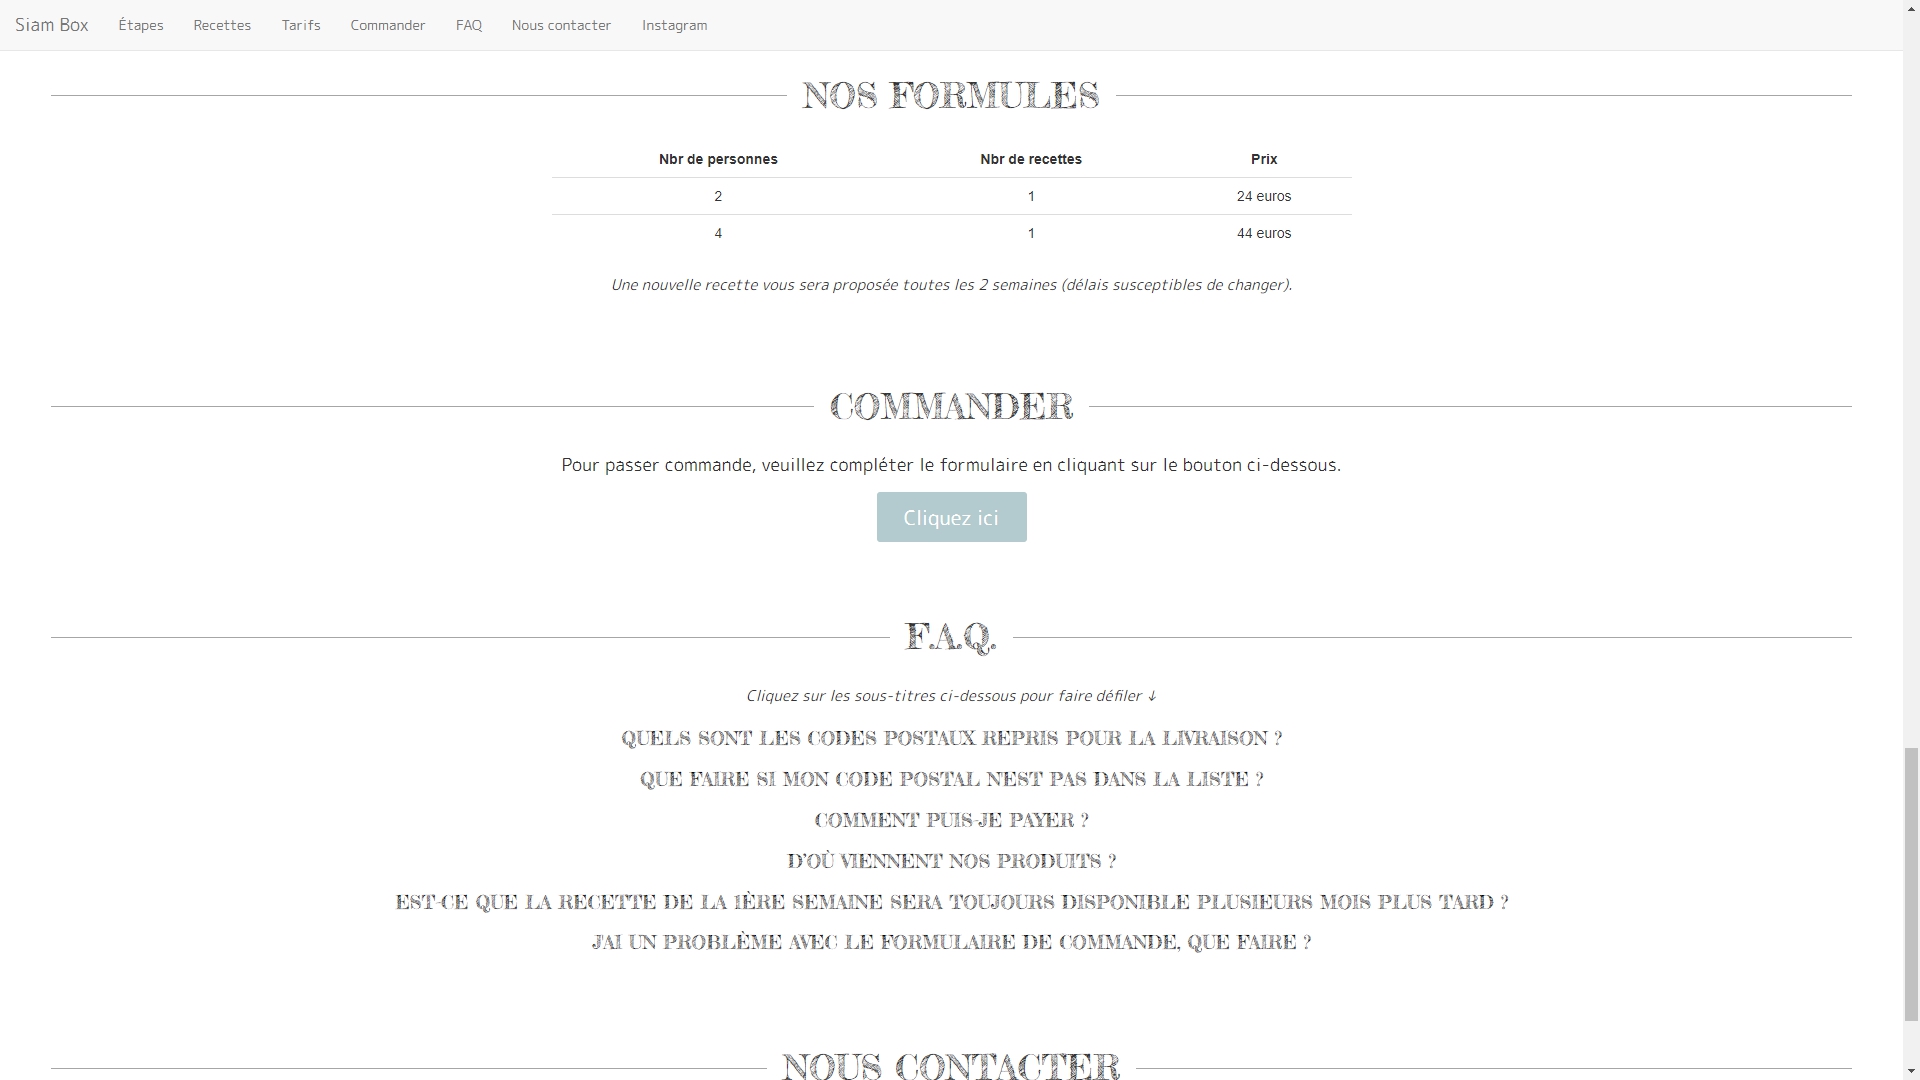 Siam Box Étapes Recettes Tarifs Commander FAQ Nous contacter Instagram
NOS FORMULES
Nbr de personnes Nbr de recettes Prix
2 1 24 euros
4 1 44 euros
Une nouvelle recette vous sera proposée toutes les 2 semaines (délais susceptibles de changer).
COMMANDER
Pour passer commande, veuillez compléter le formulaire en cliquant sur le bouton ci-dessous.
Cliquez ici
F.A.Q.
Cliquez sur les sous-titres ci-dessous pour faire défiler ↓
QUELS SONT LES CODES POSTAUX REPRIS POUR LA LIVRAISON ?
QUE FAIRE SI MON CODE POSTAL N'EST PAS DANS LA LISTE ?
COMMENT PUIS-JE PAYER ?
D'OÙ VIENNENT NOS PRODUITS ?
EST-CE QUE LA RECETTE DE LA 1ÈRE SEMAINE SERA TOUJOURS DISPONIBLE PLUSIEURS MOIS PLUS TARD ?
J'AI UN PROBLÈME AVEC LE FORMULAIRE DE COMMANDE, QUE FAIRE ?
NOUS CONTACTER